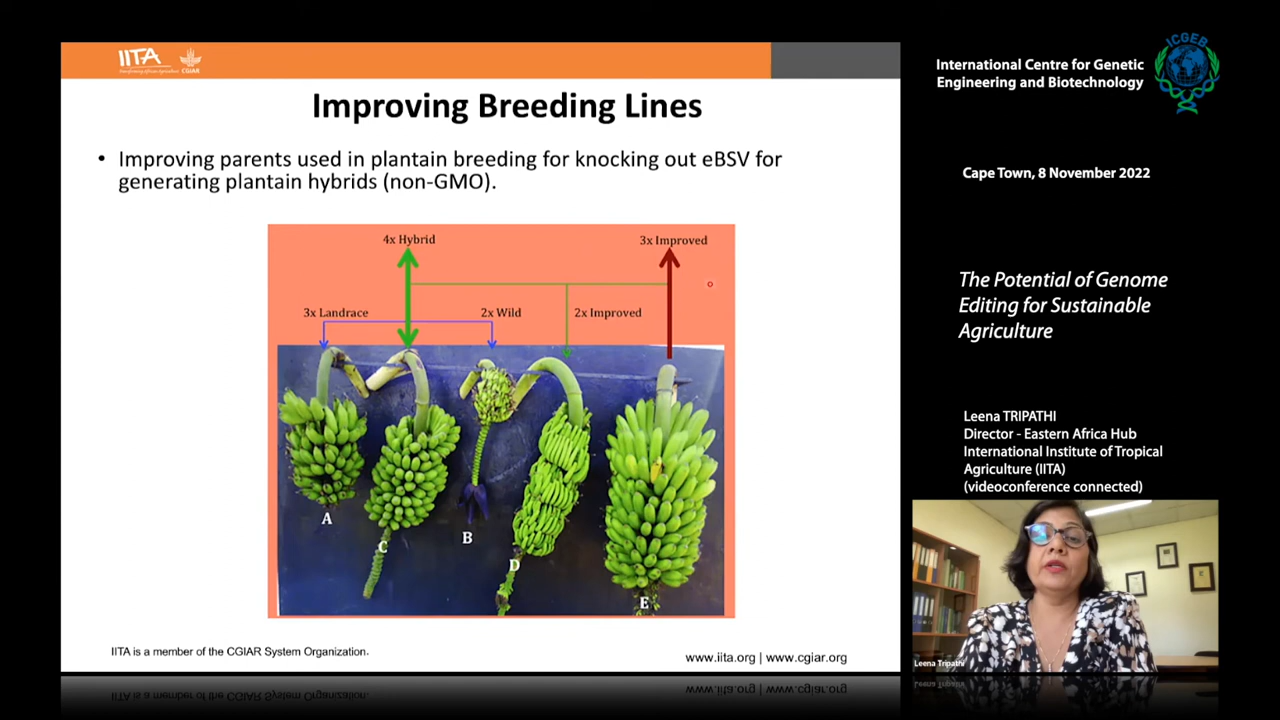 IITA
Transforming African Agriculture
CGIAR
Improving Breeding Lines
• Improving parents used in plantain breeding for knocking out eBSV for
generating plantain hybrids (non-GMO).
4x Hybrid
3x Improved
3x Landrace
2x Wild
2x Improved
A
C
B
D
E
IITA is a member of the CGIAR System Organization.
www.iita.org | www.cgiar.org
International Centre for Genetic
Engineering and Biotechnology
ICGEB
Cape Town, 8 November 2022
The Potential of Genome
Editing for Sustainable
Agriculture
Leena TRIPATHI
Director - Eastern Africa Hub
International Institute of Tropical
Agriculture (IITA)
(videoconference connected)
Leena Tripathi